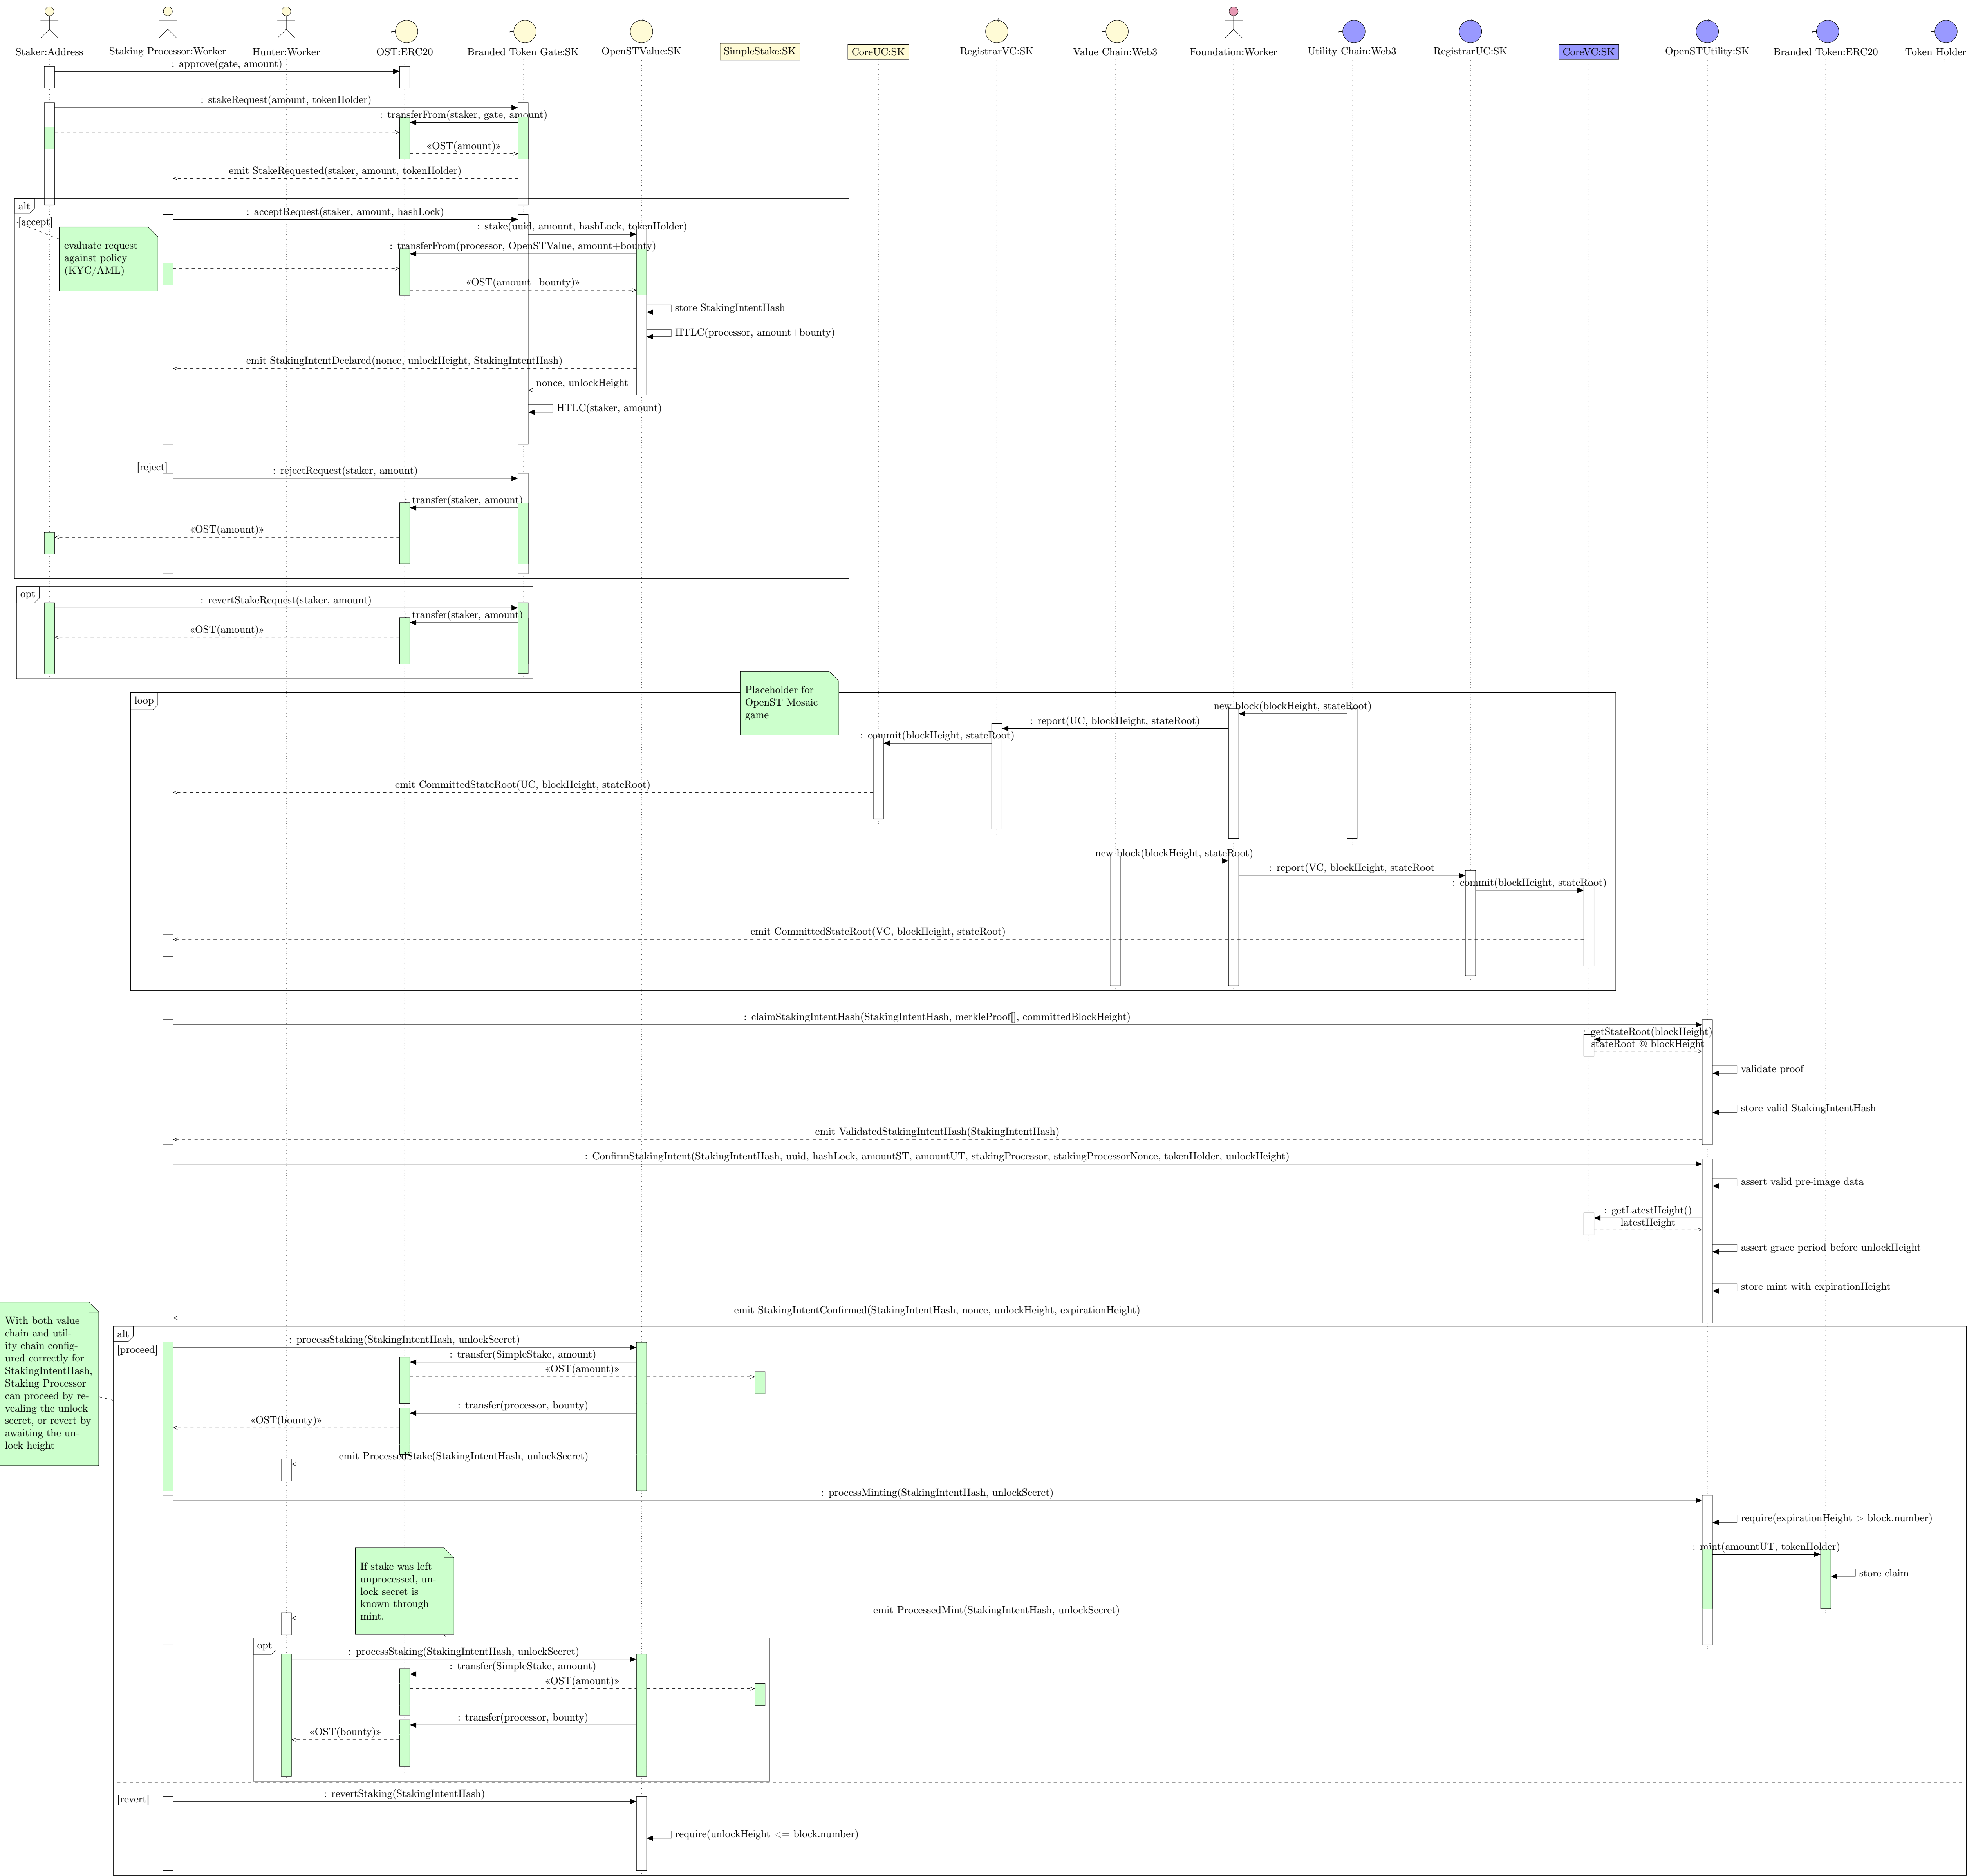 Staker:Address
Staking Processor:Worker
Hunter:Worker
OST:ERC20
Branded Token Gate:SK
OpenSTValue:SK
SimpleStake:SK
CoreUC:SK
RegistrarVC:SK
Value Chain:Web3
Foundation:Worker
Utility Chain:Web3
RegistrarUC:SK
CoreVC:SK
OpenSTUtility:SK
Branded Token:ERC20
Token Holder
: approve(gate, amount)
: stakeRequest(amount, tokenHolder)
: transferFrom(staker, gate, amount)
«OST(amount)»
emit StakeRequested(staker, amount, tokenHolder)
alt
[accept]
: acceptRequest(staker, amount, hashLock)
: stake(uuid, amount, hashLock, tokenHolder)
evaluate request
against policy
(KYC/AML)
: transferFrom(processor, OpenSTValue, amount+bounty)
«OST(amount+bounty)»
store StakingIntentHash
HTLC(processor, amount+bounty)
emit StakingIntentDeclared(nonce, unlockHeight, StakingIntentHash)
nonce, unlockHeight
HTLC(staker, amount)
[reject]
: rejectRequest(staker, amount)
: transfer(staker, amount)
«OST(amount)»
opt
: revertStakeRequest(staker, amount)
: transfer(staker, amount)
«OST(amount)»
Placeholder for
OpenST Mosaic
game
loop
new block(blockHeight, stateRoot)
: report(UC, blockHeight, stateRoot)
: commit(blockHeight, stateRoot)
emit CommittedStateRoot(UC, blockHeight, stateRoot)
new block(blockHeight, stateRoot)
: report(VC, blockHeight, stateRoot
: commit(blockHeight, stateRoot)
emit CommittedStateRoot(VC, blockHeight, stateRoot)
: claimStakingIntentHash(StakingIntentHash, merkleProof[], committedBlockHeight)
: getStateRoot(blockHeight)
stateRoot @ blockHeight
validate proof
store valid StakingIntentHash
emit ValidatedStakingIntentHash(StakingIntentHash)
: ConfirmStakingIntent(StakingIntentHash, uuid, hashLock, amountST, amountUT, stakingProcessor, stakingProcessorNonce, tokenHolder, unlockHeight)
assert valid pre-image data
: getLatestHeight()
latestHeight
assert grace period before unlockHeight
store mint with expirationHeight
emit StakingIntentConfirmed(StakingIntentHash, nonce, unlockHeight, expirationHeight)
With both value
chain and util-
ity chain config-
ured correctly for
StakingIntentHash,
Staking Processor
can proceed by re-
vealing the unlock
secret, or revert by
awaiting the un-
lock height
alt
[proceed]
: processStaking(StakingIntentHash, unlockSecret)
: transfer(SimpleStake, amount)
«OST(amount)»
: transfer(processor, bounty)
«OST(bounty)»
emit ProcessedStake(StakingIntentHash, unlockSecret)
: processMinting(StakingIntentHash, unlockSecret)
require(expirationHeight > block.number)
: mint(amountUT, tokenHolder)
store claim
If stake was left
unprocessed, un-
lock secret is
known through
mint.
emit ProcessedMint(StakingIntentHash, unlockSecret)
opt
: processStaking(StakingIntentHash, unlockSecret)
: transfer(SimpleStake, amount)
«OST(amount)»
: transfer(processor, bounty)
«OST(bounty)»
[revert]
: revertStaking(StakingIntentHash)
require(unlockHeight <= block.number)